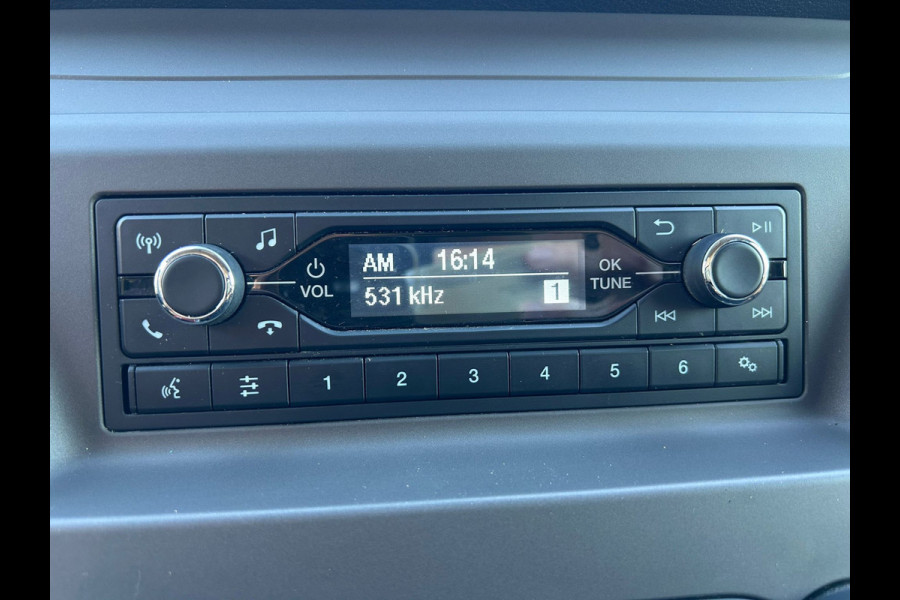 AM 16:14
531 kHz 1
VOL
OK
TUNE
1 2 3 4 5 6